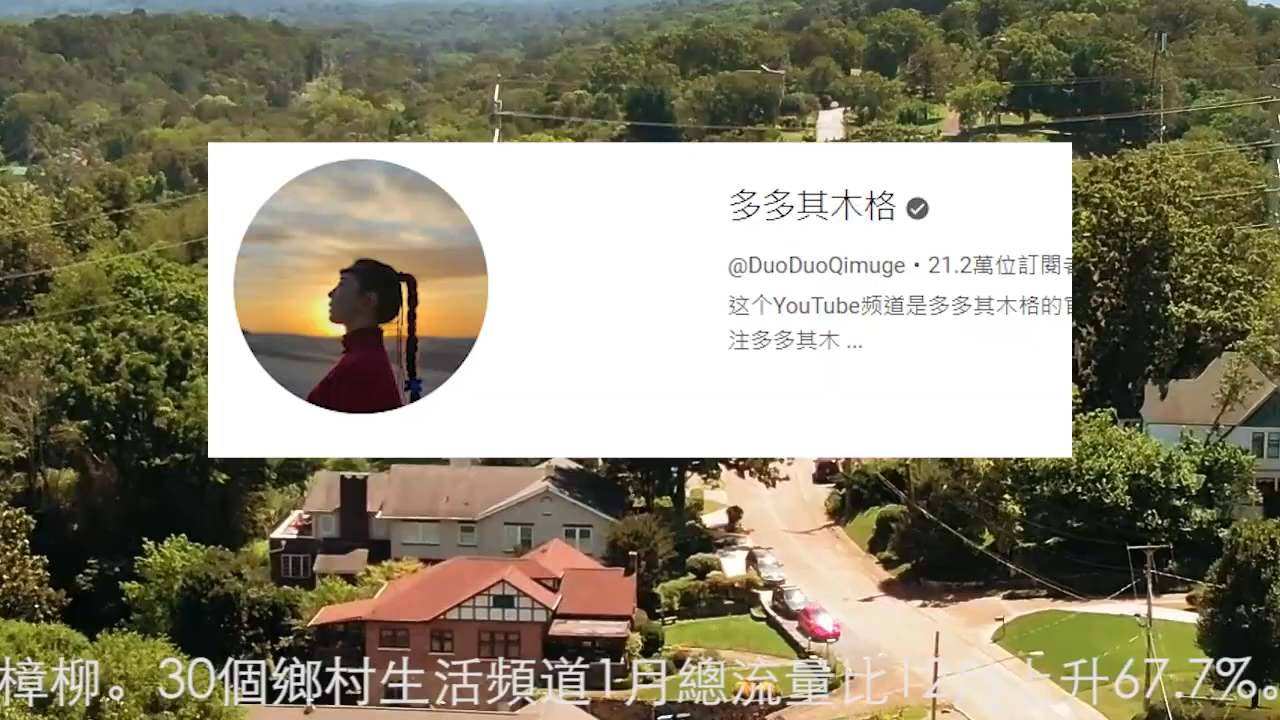 多多其木格
@DuoDuoQimuge・21.2萬位訂閱
这个YouTube频道是多多其木格的
注多多其木 ...
樟柳。30個鄉村生活頻道1月總流量比12月上升67.7%。